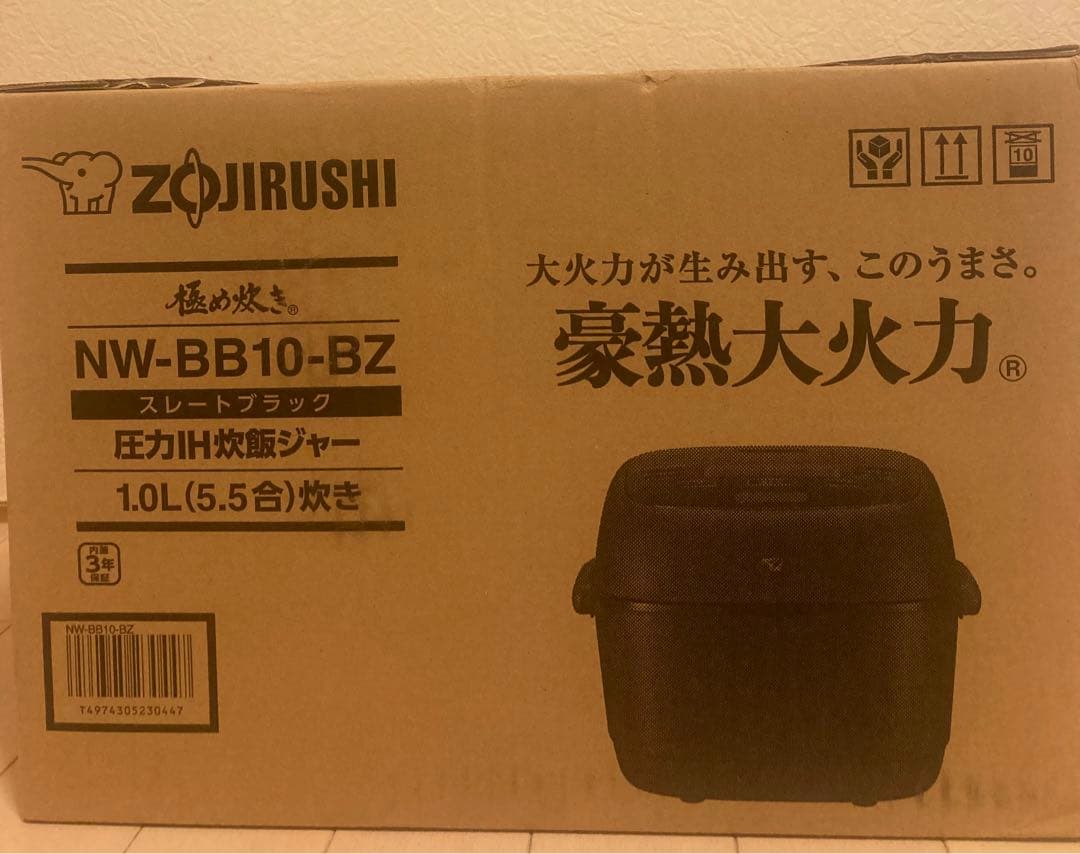 ZOJIRUSHI
極め炊き®
NW-BB10-BZ
スレートブラック
圧力IH炊飯ジャー
1.0L(5.5合)炊き
内釜
3年
保証
NW-BB10-BZ
T4974305230447
10
大火力が生み出す、このうまさ。
豪熱大火力®